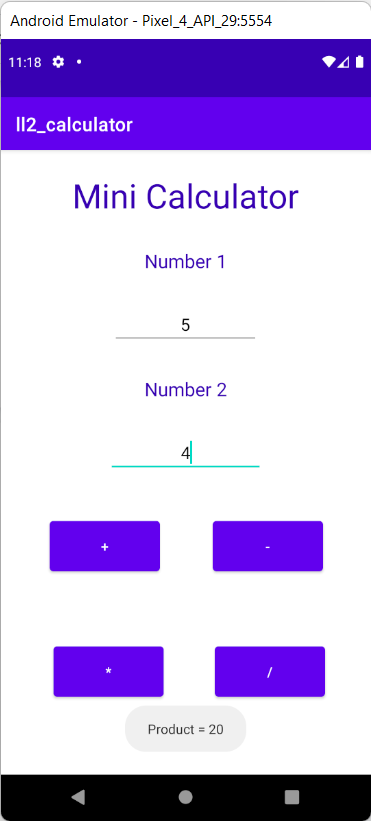 Android Emulator - Pixel_4_API_29:5554
11:18
ll2_calculator
Mini Calculator
Number 1
5
Number 2
4
+ -
* /
Product = 20